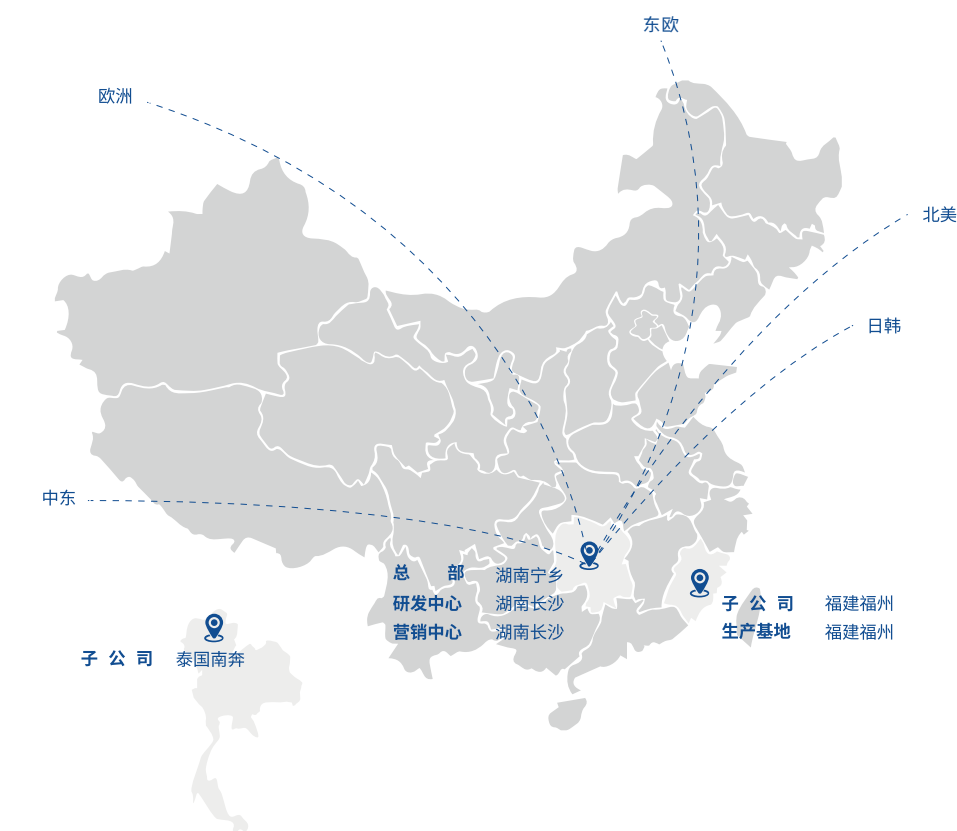 东欧
欧洲
北美
日韩
中东
总 部 湖南宁乡
研发中心 湖南长沙
营销中心 湖南长沙
子 公 司 福建福州
生产基地 福建福州
子 公 司 泰国南奔